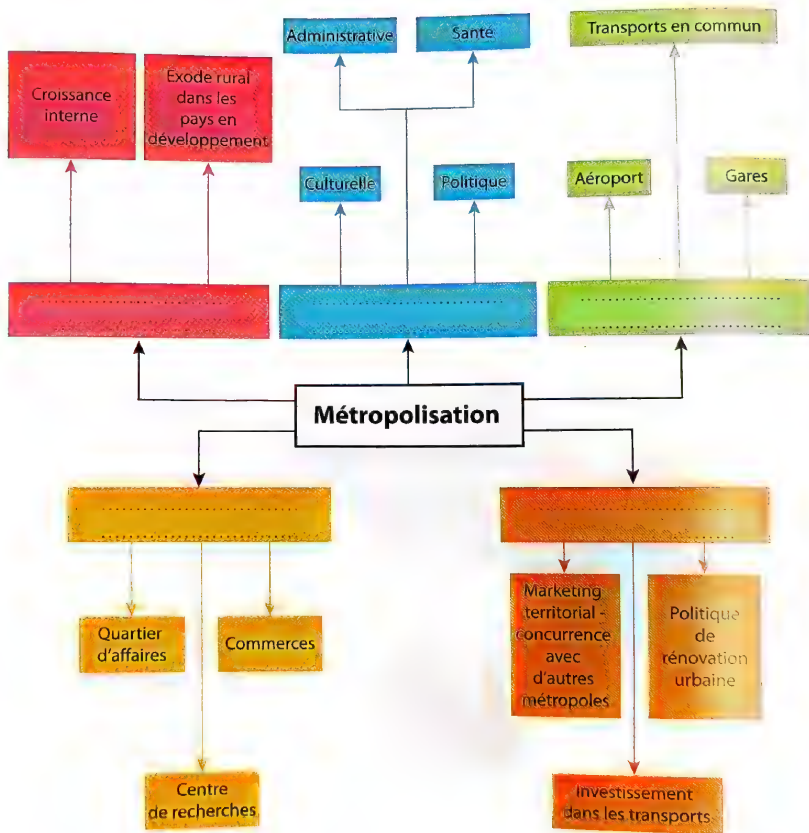 Administrative
Santé
Transports en commun
Croissance
interne
Exode rural
dans les
pays en
développement
Culturelle
Politique
Aéroport
Gares
Métropolisation
Quartier
d'affaires
Commerces
Centre
de recherches
Marketing
territorial -
concurrence
avec
d'autres
métropoles
Politique
de
rénovation
urbaine
Investissement
dans les transports